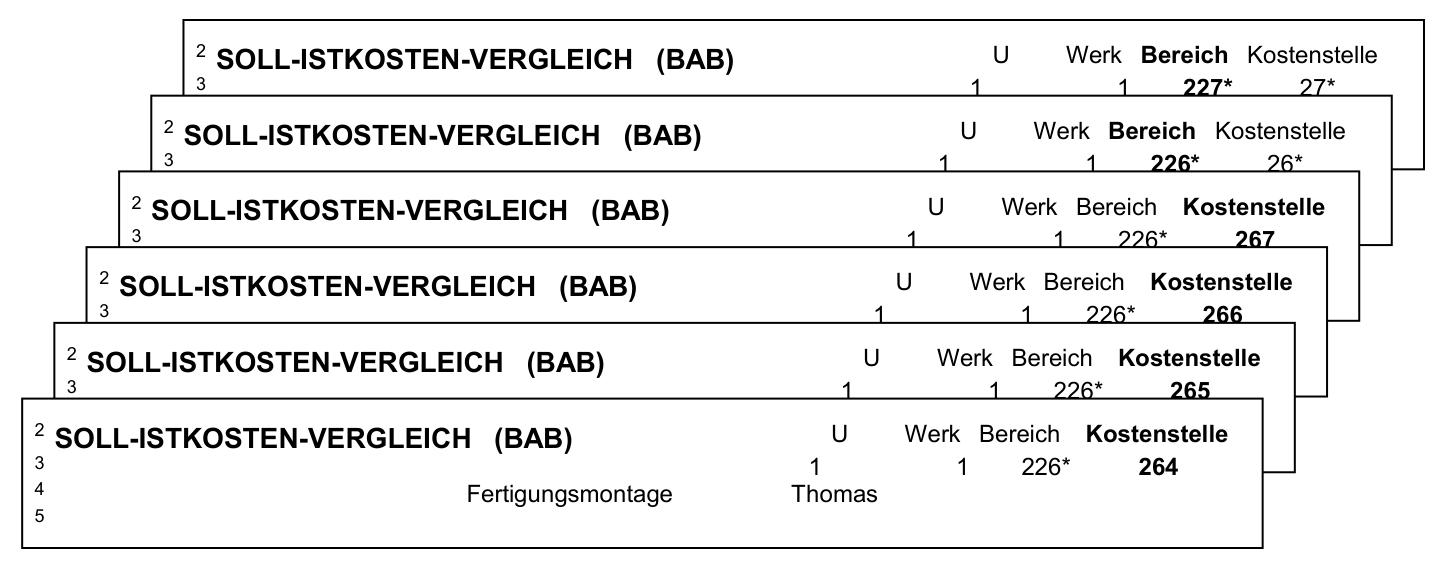 2 SOLL-ISTKOSTEN-VERGLEICH (BAB) U Werk Bereich Kostenstelle
3 1 1 227* 27*
2 SOLL-ISTKOSTEN-VERGLEICH (BAB) U Werk Bereich Kostenstelle
3 1 1 226* 26*
2 SOLL-ISTKOSTEN-VERGLEICH (BAB) U Werk Bereich Kostenstelle
3 1 1 226* 267
2 SOLL-ISTKOSTEN-VERGLEICH (BAB) U Werk Bereich Kostenstelle
3 1 1 226* 266
2 SOLL-ISTKOSTEN-VERGLEICH (BAB) U Werk Bereich Kostenstelle
3 1 1 226* 265
2 SOLL-ISTKOSTEN-VERGLEICH (BAB) U Werk Bereich Kostenstelle
3 1 1 226* 264
4 Fertigungsmontage Thomas
5